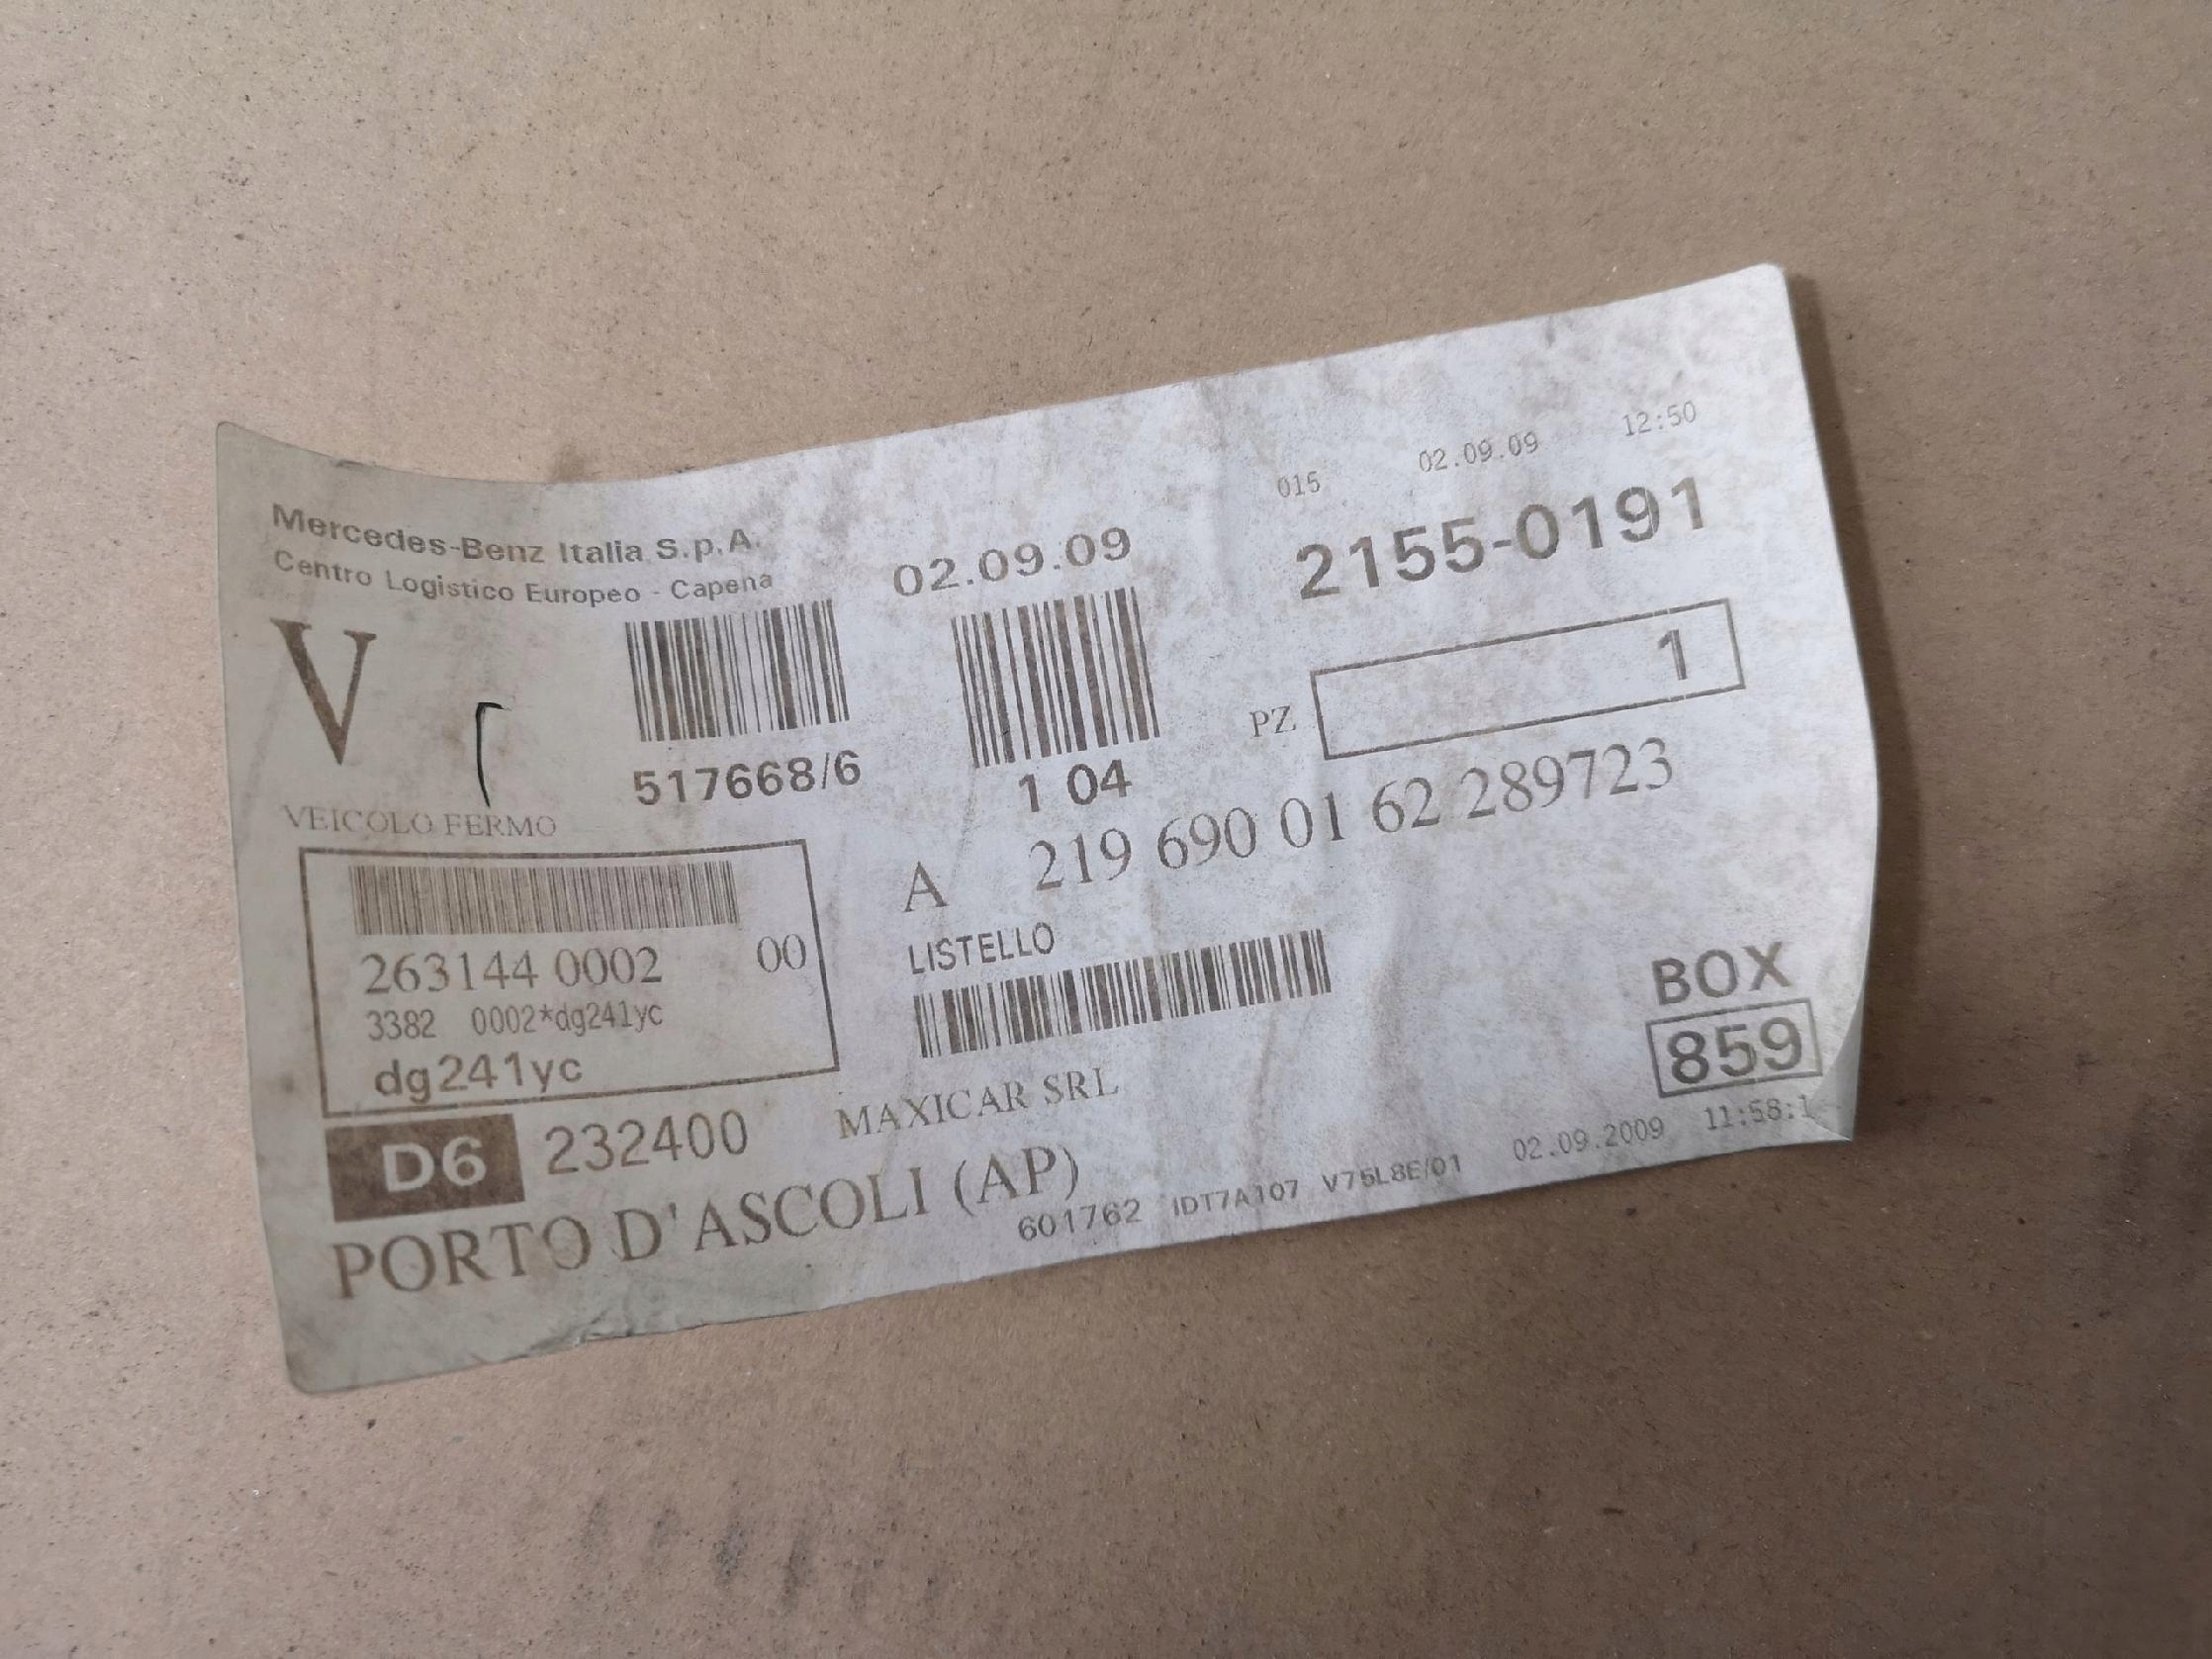 Mercedes-Benz Italia S.p.A.
Centro Logistico Europeo - Capena
02.09.09
015 02.09.09 12:50
2155-0191
V
517668/6
1 04
PZ 1
VEICOLO FERMO
A 219 690 01 62 289723
LISTELLO
263144 0002 00
3382 0002*dg241yc
dg241yc
BOX
859
D6 232400 MAXICAR SRL
PORTO D'ASCOLI (AP)
601762 IDT7A107 V75L8E/01 02.09.2009